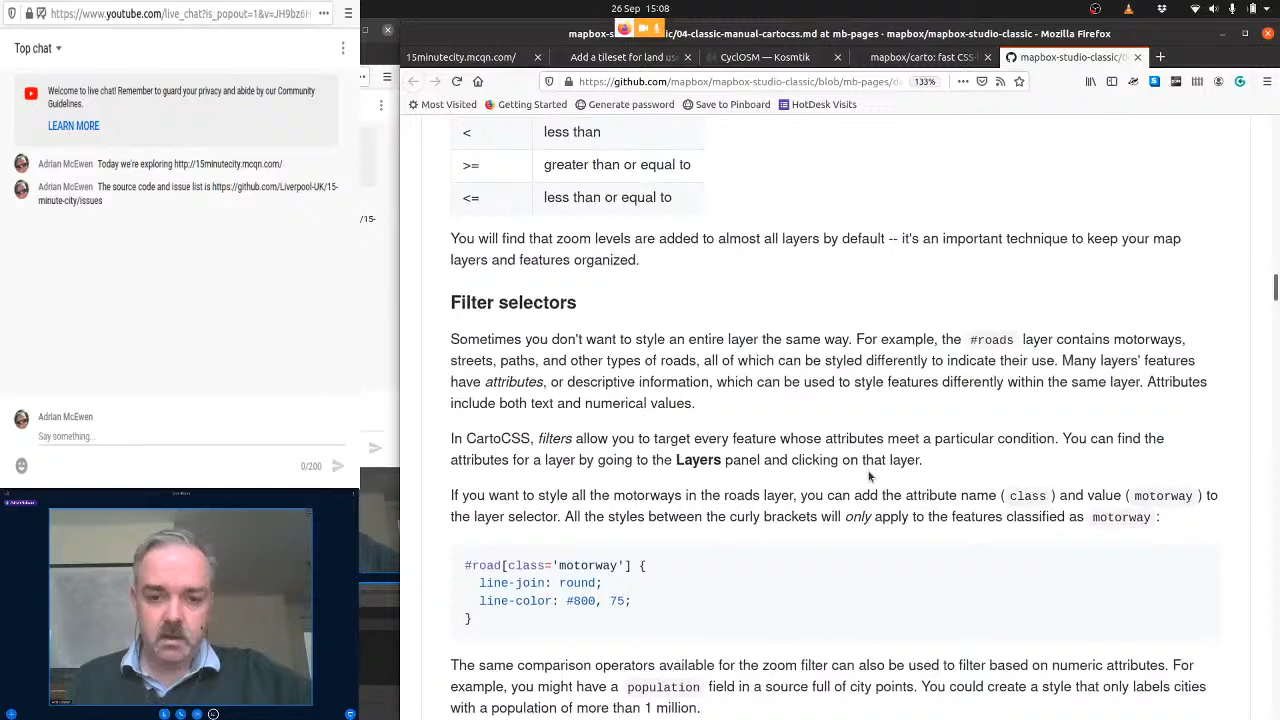 https://www.youtube.com/live_chat?is_popout=1&v=JH9bz6H
Top chat
Welcome to live chat! Remember to guard your privacy and abide by our Community
Guidelines.
LEARN MORE
Adrian McEwen Today we're exploring http://15minutecity.mcqn.com/
Adrian McEwen The source code and issue list is https://github.com/Liverpool-UK/15-
minute-city/issues
Adrian McEwen
Say something...
0/200
/15-
26 Sep 15:08
mapbox-s
ic/04-classic-manual-cartocss.md at mb-pages · mapbox/mapbox-studio-classic - Mozilla Firefox
15minutecity.mcqn.com/
Add a tileset for land use
CyclOSM — Kosmtik
mapbox/carto: fast CSS-l
mapbox-studio-classic/
https://github.com/mapbox/mapbox-studio-classic/blob/mb-pages/d
133%
Most Visited
Getting Started
Generate password
Save to Pinboard
HotDesk Visits
< less than
>= greater than or equal to
<= less than or equal to
You will find that zoom levels are added to almost all layers by default -- it's an important technique to keep your map
layers and features organized.
Filter selectors
Sometimes you don't want to style an entire layer the same way. For example, the #roads layer contains motorways,
streets, paths, and other types of roads, all of which can be styled differently to indicate their use. Many layers' features
have attributes, or descriptive information, which can be used to style features differently within the same layer. Attributes
include both text and numerical values.
In CartoCSS, filters allow you to target every feature whose attributes meet a particular condition. You can find the
attributes for a layer by going to the Layers panel and clicking on that layer.
If you want to style all the motorways in the roads layer, you can add the attribute name ( class ) and value ( motorway ) to
the layer selector. All the styles between the curly brackets will only apply to the features classified as motorway :
#road[class='motorway'] {
line-join: round;
line-color: #800, 75;
}
The same comparison operators available for the zoom filter can also be used to filter based on numeric attributes. For
example, you might have a population field in a source full of city points. You could create a style that only labels cities
with a population of more than 1 million.